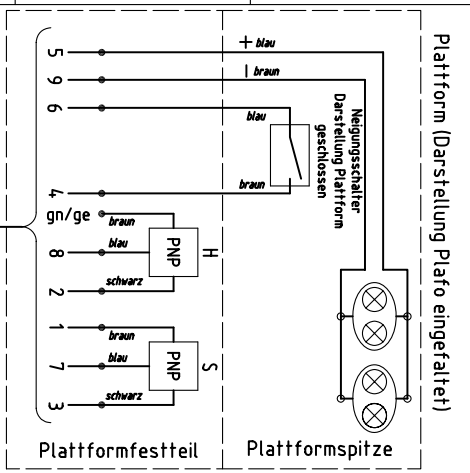 Plattform (Darstellung Plafo eingefaltet)
5
+ blau
9
- braun
6
blau
Neigungsschalter
Darstellung Plattform
geschlossen
4
braun
gn/ge
braun
H
8
blau
PNP
2
schwarz
1
braun
S
7
blau
PNP
3
schwarz
Plattformfestteil
Plattformspitze